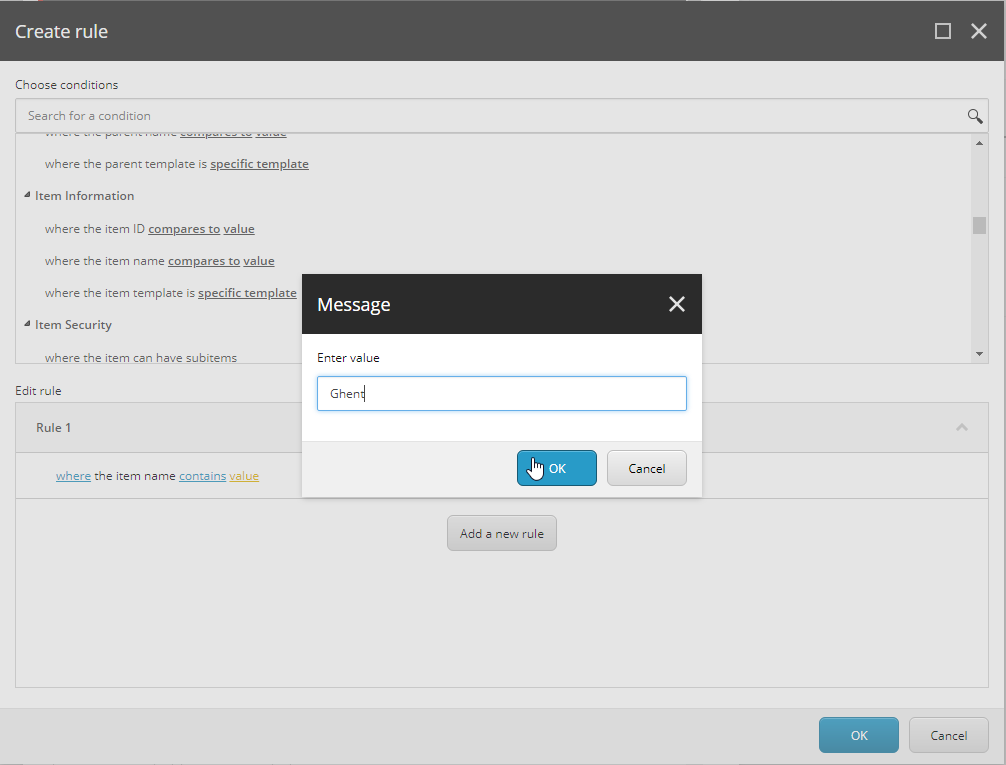 Create rule
Choose conditions
Search for a condition
where the parent name compares to value
where the parent template is specific template
Item Information
where the item ID compares to value
where the item name compares to value
where the item template is specific template
Item Security
where the item can have subitems
Message
Enter value
Ghent
OK
Cancel
Edit rule
Rule 1
where the item name contains value
Add a new rule
OK
Cancel